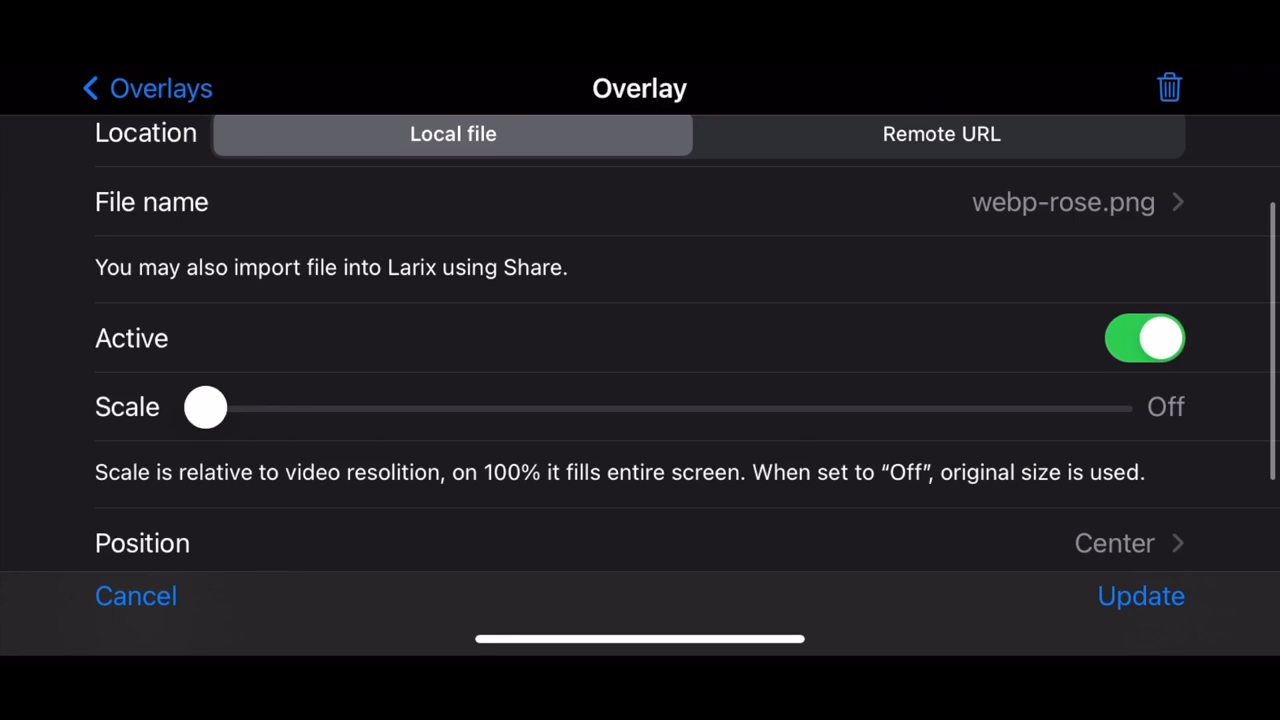 Overlays
Overlay
Location
Local file
Remote URL
File name
webp-rose.png
You may also import file into Larix using Share.
Active
Scale
Off
Scale is relative to video resolition, on 100% it fills entire screen. When set to “Off”, original size is used.
Position
Center
Cancel
Update